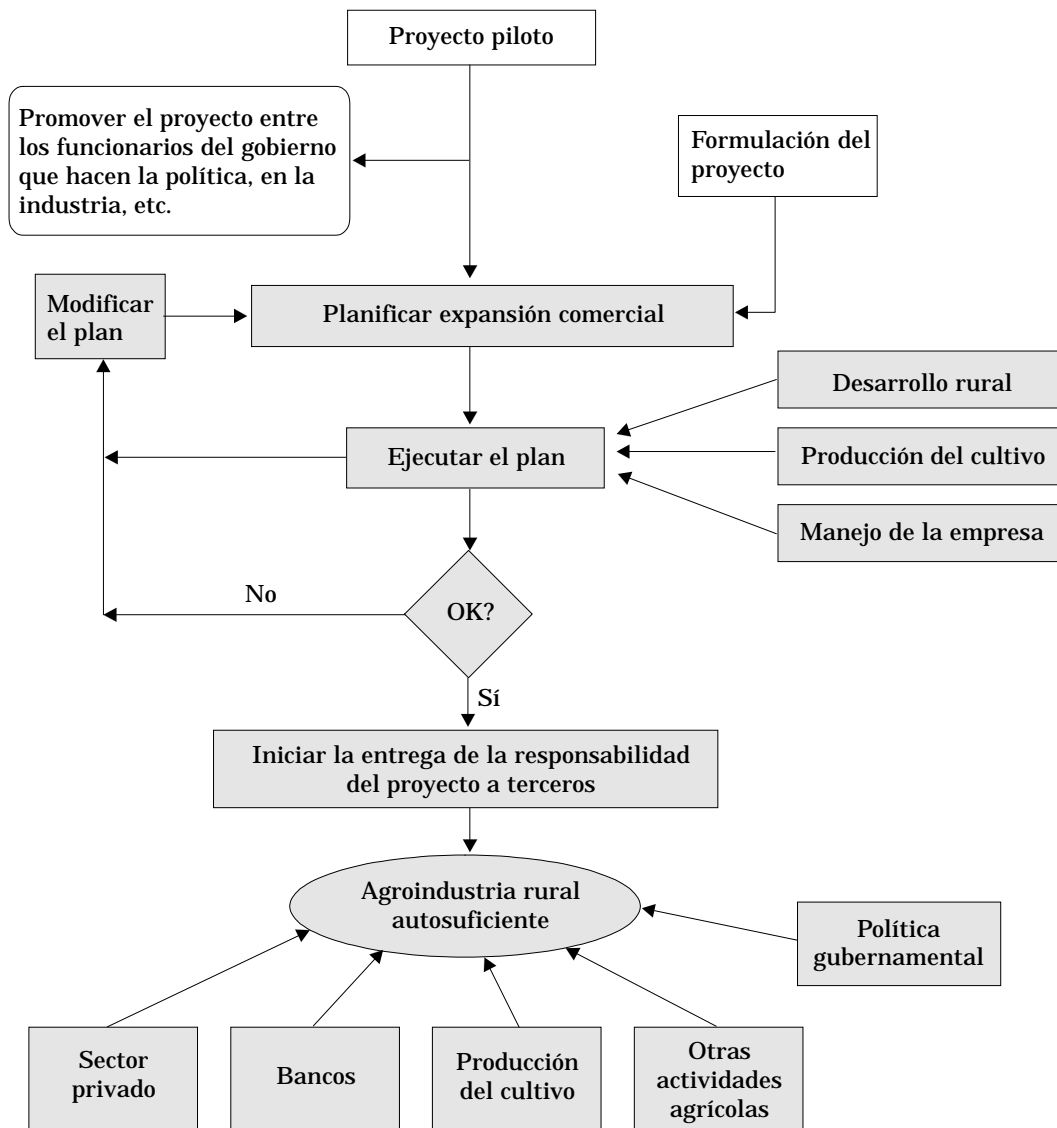 Proyecto piloto
Promover el proyecto entre
los funcionarios del gobierno
que hacen la política, en la
industria, etc.
Formulación del
proyecto
Modificar
el plan
Planificar expansión comercial
Desarrollo rural
Ejecutar el plan
Producción del cultivo
Manejo de la empresa
No
OK?
Sí
Iniciar la entrega de la responsabilidad
del proyecto a terceros
Agroindustria rural
autosuficiente
Política
gubernamental
Sector
privado
Bancos
Producción
del cultivo
Otras
actividades
agrícolas